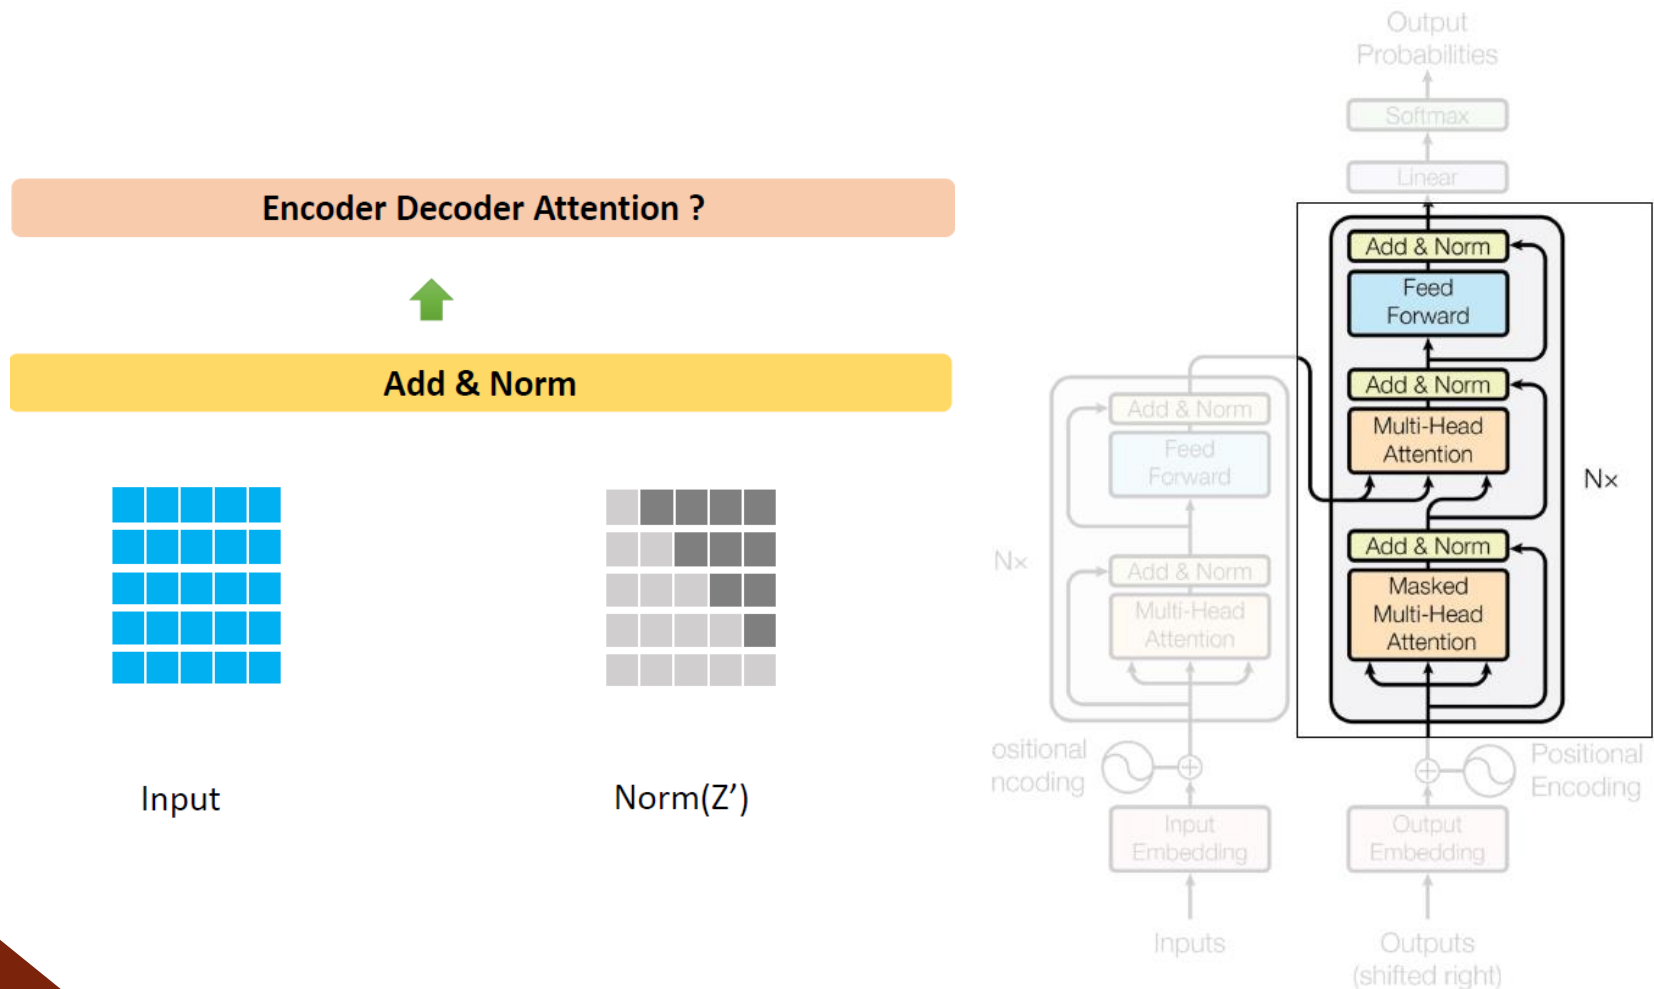 Encoder Decoder Attention ?
Add & Norm
Input
Norm(Z’)
Output
Probabilities
Softmax
Linear
Add & Norm
Feed
Forward
Add & Norm
Multi-Head
Attention
Nx
Add & Norm
Masked
Multi-Head
Attention
Add & Norm
Feed
Forward
Nx
Add & Norm
Multi-Head
Attention
ositional
ncoding
Positional
Encoding
Input
Embedding
Output
Embedding
Inputs
Outputs
(shifted right)